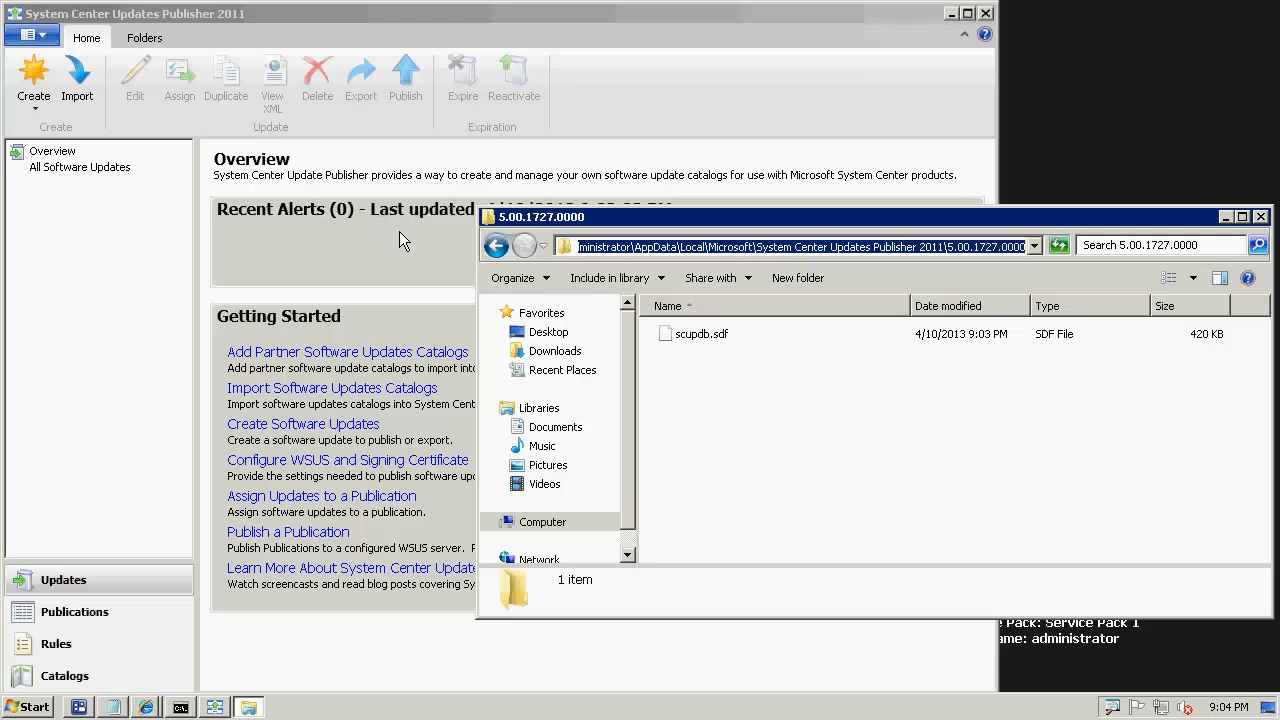 System Center Updates Publisher 2011
Home
Folders
Create
Import
Edit
Assign
Duplicate
View XML
Delete
Export
Publish
Expire
Reactivate
Create
Update
Expiration
Overview
All Software Updates
Overview
System Center Update Publisher provides a way to create and manage your own software update catalogs for use with Microsoft System Center products.
Recent Alerts (0) - Last updated
Getting Started
Add Partner Software Updates Catalogs
Add partner software update catalogs to import into
Import Software Updates Catalogs
Import software updates catalogs into System Cent
Create Software Updates
Create a software update to publish or export.
Configure WSUS and Signing Certificate
Provide the settings needed to publish software up
Assign Updates to a Publication
Assign software updates to a publication.
Publish a Publication
Publish Publications to a configured WSUS server.
Learn More About System Center Update
Watch screencasts and read blog posts covering Sy
Updates
Publications
Rules
Catalogs
5.00.1727.0000
ministrator\AppData\Local\Microsoft\System Center Updates Publisher 2011\5.00.1727.0000
Search 5.00.1727.0000
Organize
Include in library
Share with
New folder
Favorites
Desktop
Downloads
Recent Places
Libraries
Documents
Music
Pictures
Videos
Computer
Network
Name
Date modified
Type
Size
scupdb.sdf
4/10/2013 9:03 PM
SDF File
420 KB
1 item
e Pack: Service Pack 1
ame: administrator
Start
9:04 PM